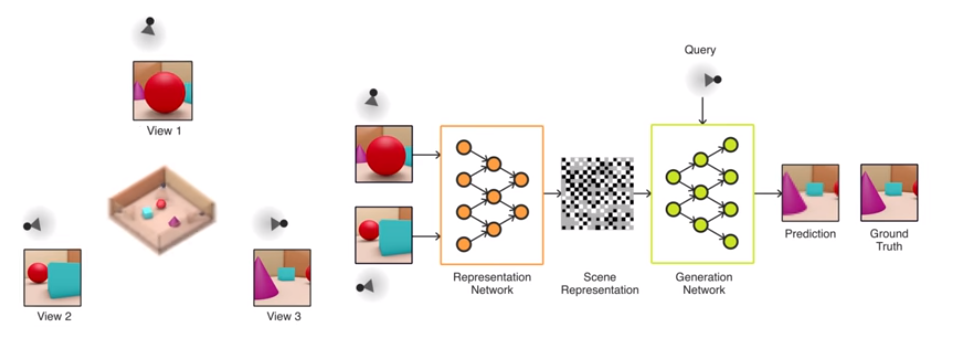 View 1
View 2
View 3
Representation
Network
Scene
Representation
Query
Generation
Network
Prediction
Ground
Truth